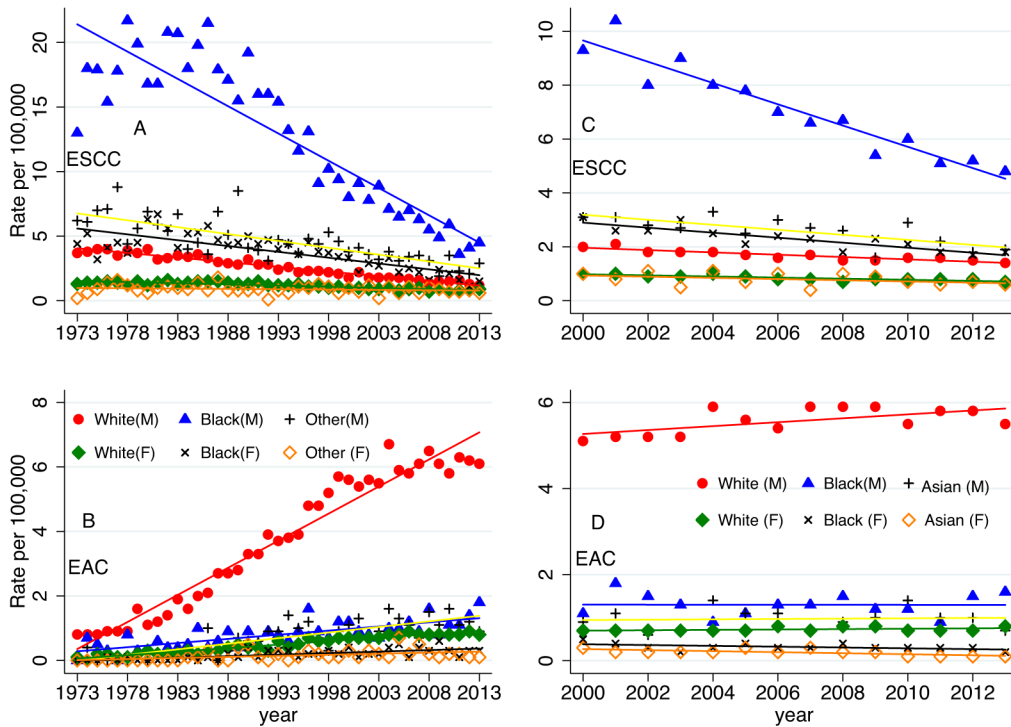 Rate per 100,000
20
15
10
5
0
A
ESCC
1973 1978 1983 1988 1993 1998 2003 2008 2013
10
8
6
4
2
0
C
ESCC
2000 2002 2004 2006 2008 2010 2012
Rate per 100,000
8
6
4
2
0
White(M) Black(M) Other(M)
White(F) Black(F) Other (F)
B
EAC
1973 1978 1983 1988 1993 1998 2003 2008 2013
year
6
4
2
0
White (M) Black(M) Asian (M)
White (F) Black (F) Asian (F)
D
EAC
2000 2002 2004 2006 2008 2010 2012
year